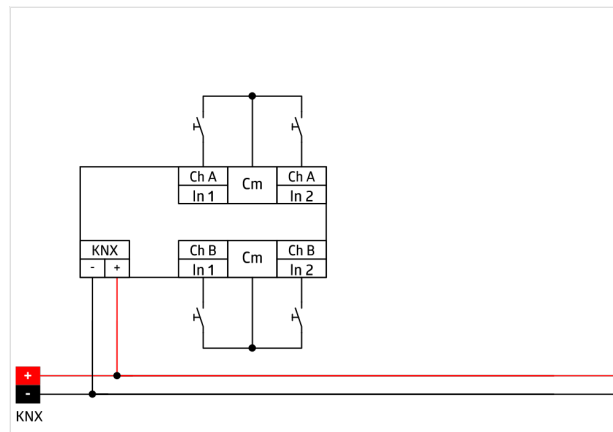 Ch A Cm Ch A
In 1 In 2
KNX Ch B Cm Ch B
- + In 1 In 2
+
-
KNX